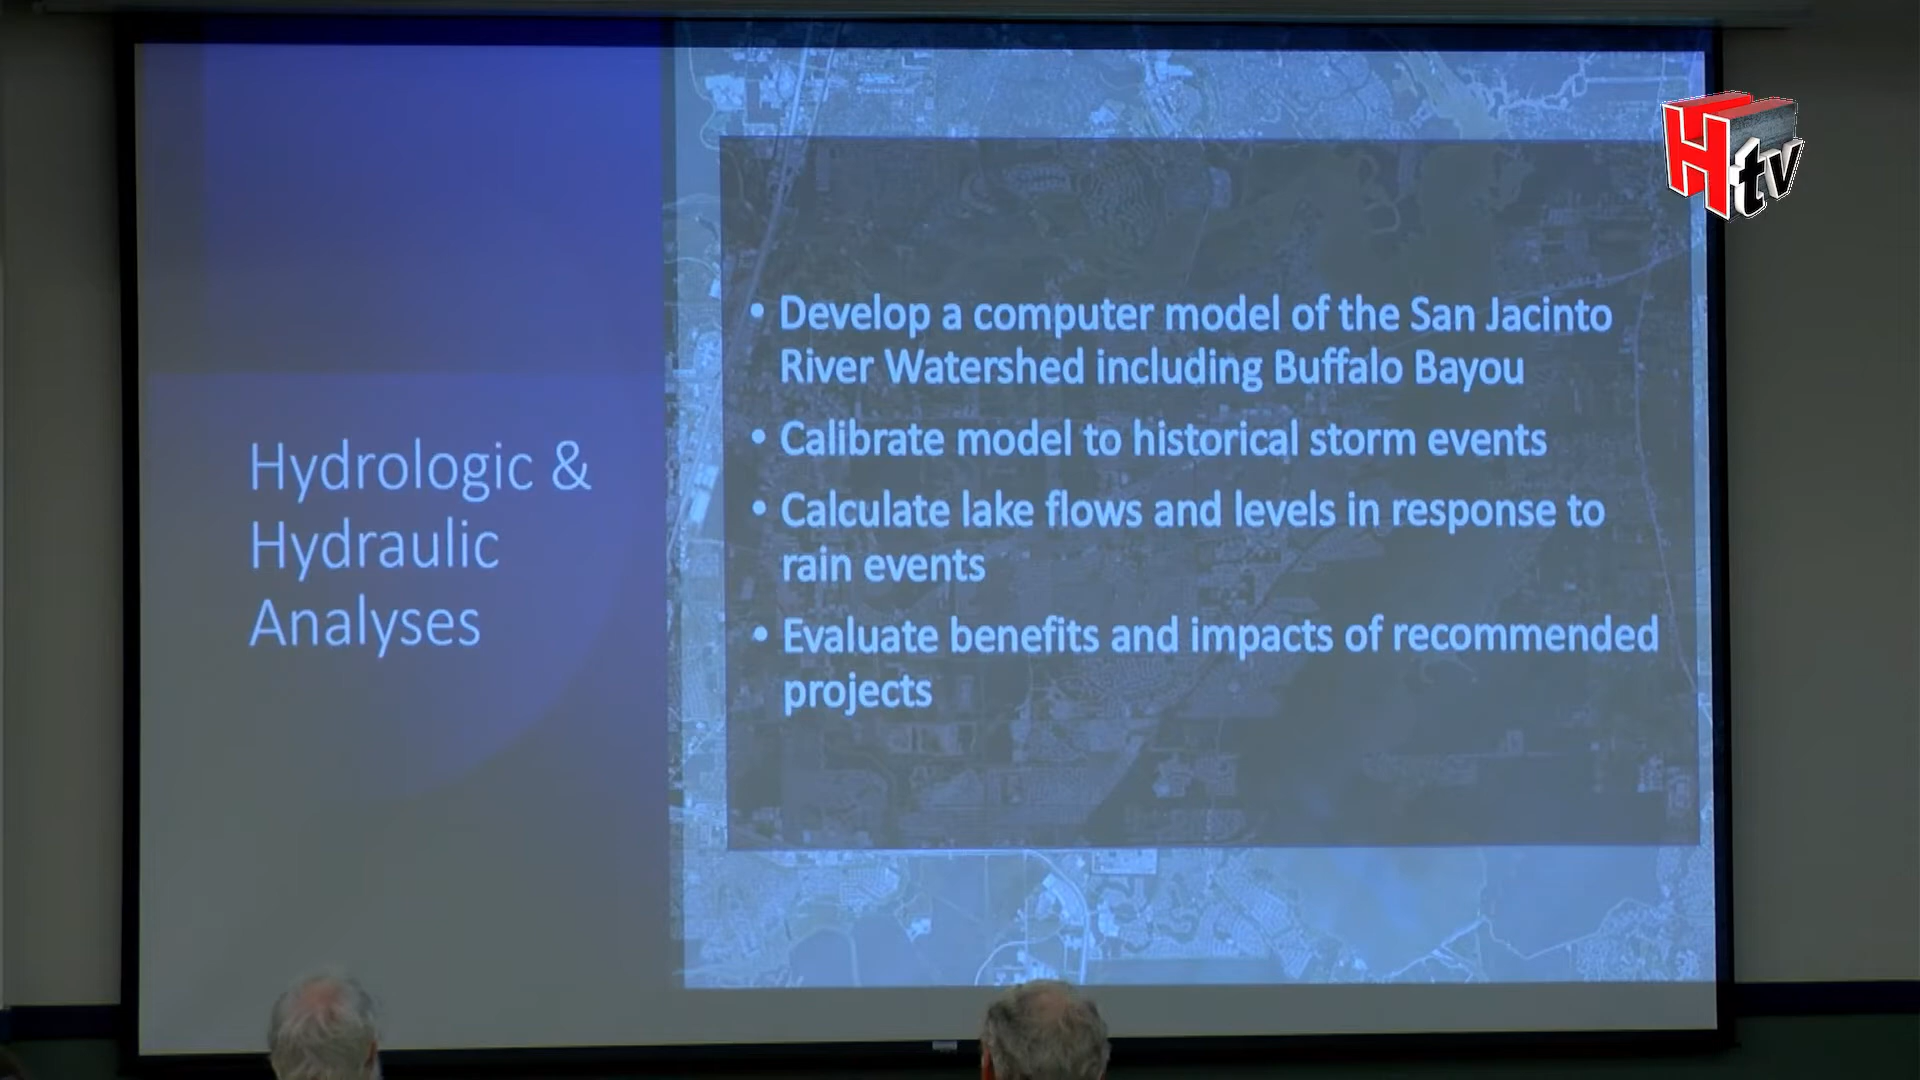 Htv
Hydrologic &
Hydraulic
Analyses
• Develop a computer model of the San Jacinto
River Watershed including Buffalo Bayou
• Calibrate model to historical storm events
• Calculate lake flows and levels in response to
rain events
• Evaluate benefits and impacts of recommended
projects